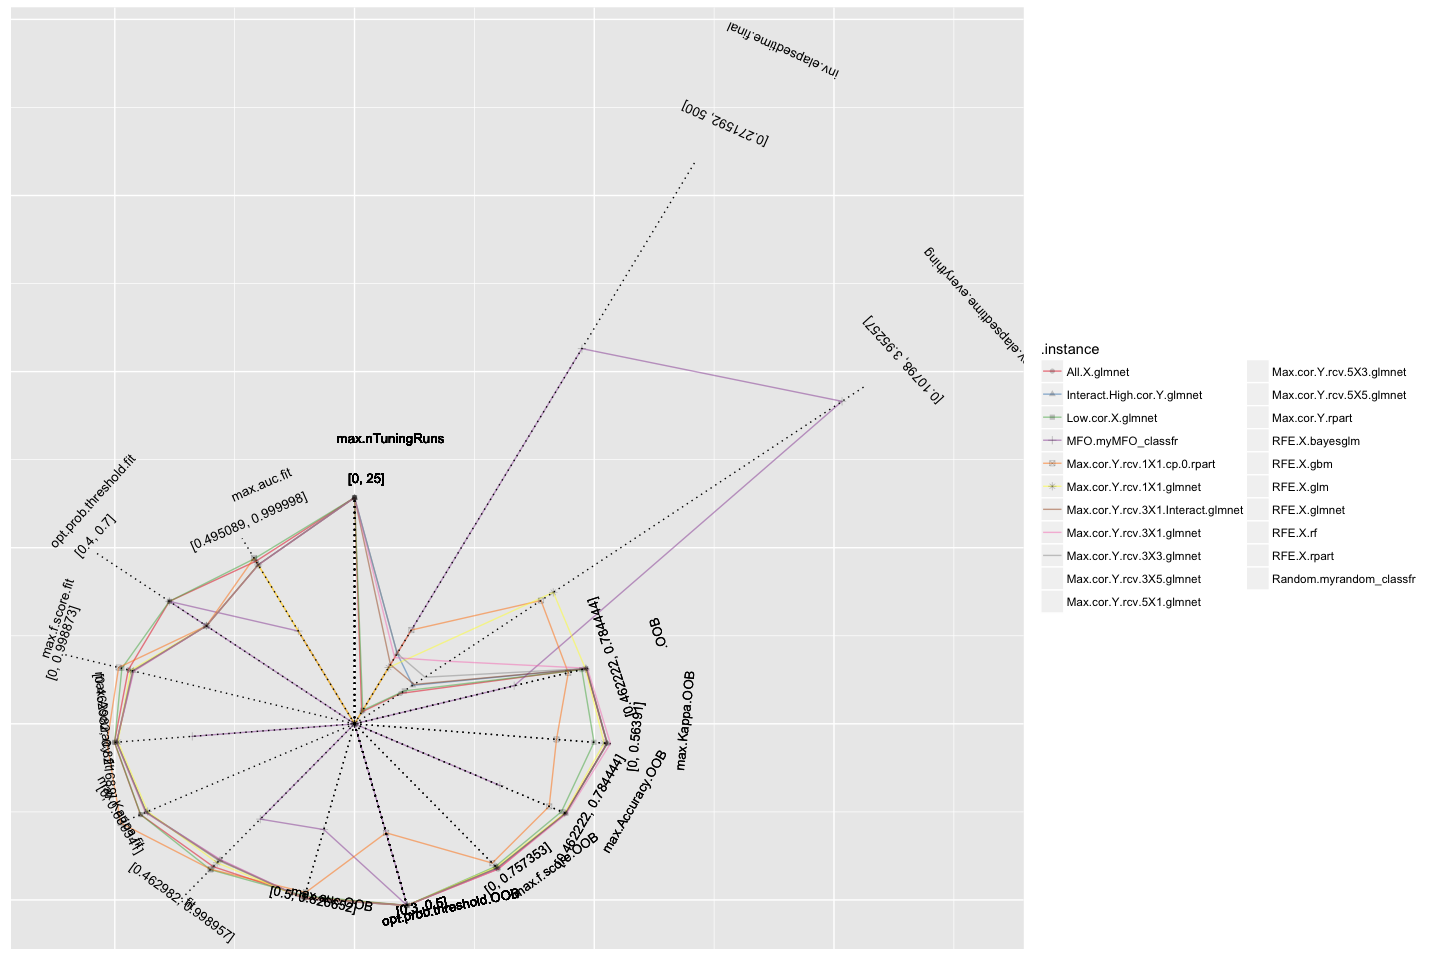 inv.elapsedtime.final
[0.271592, 500]
v.elapsedtime.everything
[0.10798, 3.95257]
max.nTuningRuns
[0, 25]
max.auc.fit
[0.495089, 0.999998]
opt.prob.threshold.fit
[0.4, 0.7]
max.f.score.fit
[0, 0.998873]
[0.462982, 0.998957]
max.auc.OOB
[0.5, 0.826652]
[0.3, 0.5]
opt.prob.threshold.OOB
[0, 0.757353]
max.f.score.OOB
[0.462222, 0.784444]
max.Accuracy.OOB
[0, 0.56391]
max.Kappa.OOB
[0.462222, 0.784444]
.OOB
.instance
All.X.glmnet
Interact.High.cor.Y.glmnet
Low.cor.X.glmnet
MFO.myMFO_classfr
Max.cor.Y.rcv.1X1.cp.0.rpart
Max.cor.Y.rcv.1X1.glmnet
Max.cor.Y.rcv.3X1.Interact.glmnet
Max.cor.Y.rcv.3X1.glmnet
Max.cor.Y.rcv.3X3.glmnet
Max.cor.Y.rcv.3X5.glmnet
Max.cor.Y.rcv.5X1.glmnet
Max.cor.Y.rcv.5X3.glmnet
Max.cor.Y.rcv.5X5.glmnet
Max.cor.Y.rpart
RFE.X.bayesglm
RFE.X.gbm
RFE.X.glm
RFE.X.glmnet
RFE.X.rf
RFE.X.rpart
Random.myrandom_classfr